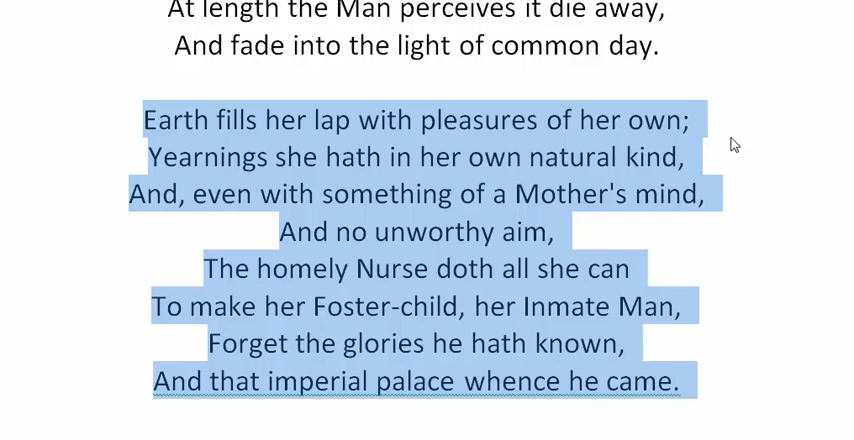 At length the Man perceives it die away,
And fade into the light of common day.
Earth fills her lap with pleasures of her own;
Yearnings she hath in her own natural kind,
And, even with something of a Mother's mind,
And no unworthy aim,
The homely Nurse doth all she can
To make her Foster-child, her Inmate Man,
Forget the glories he hath known,
And that imperial palace whence he came.